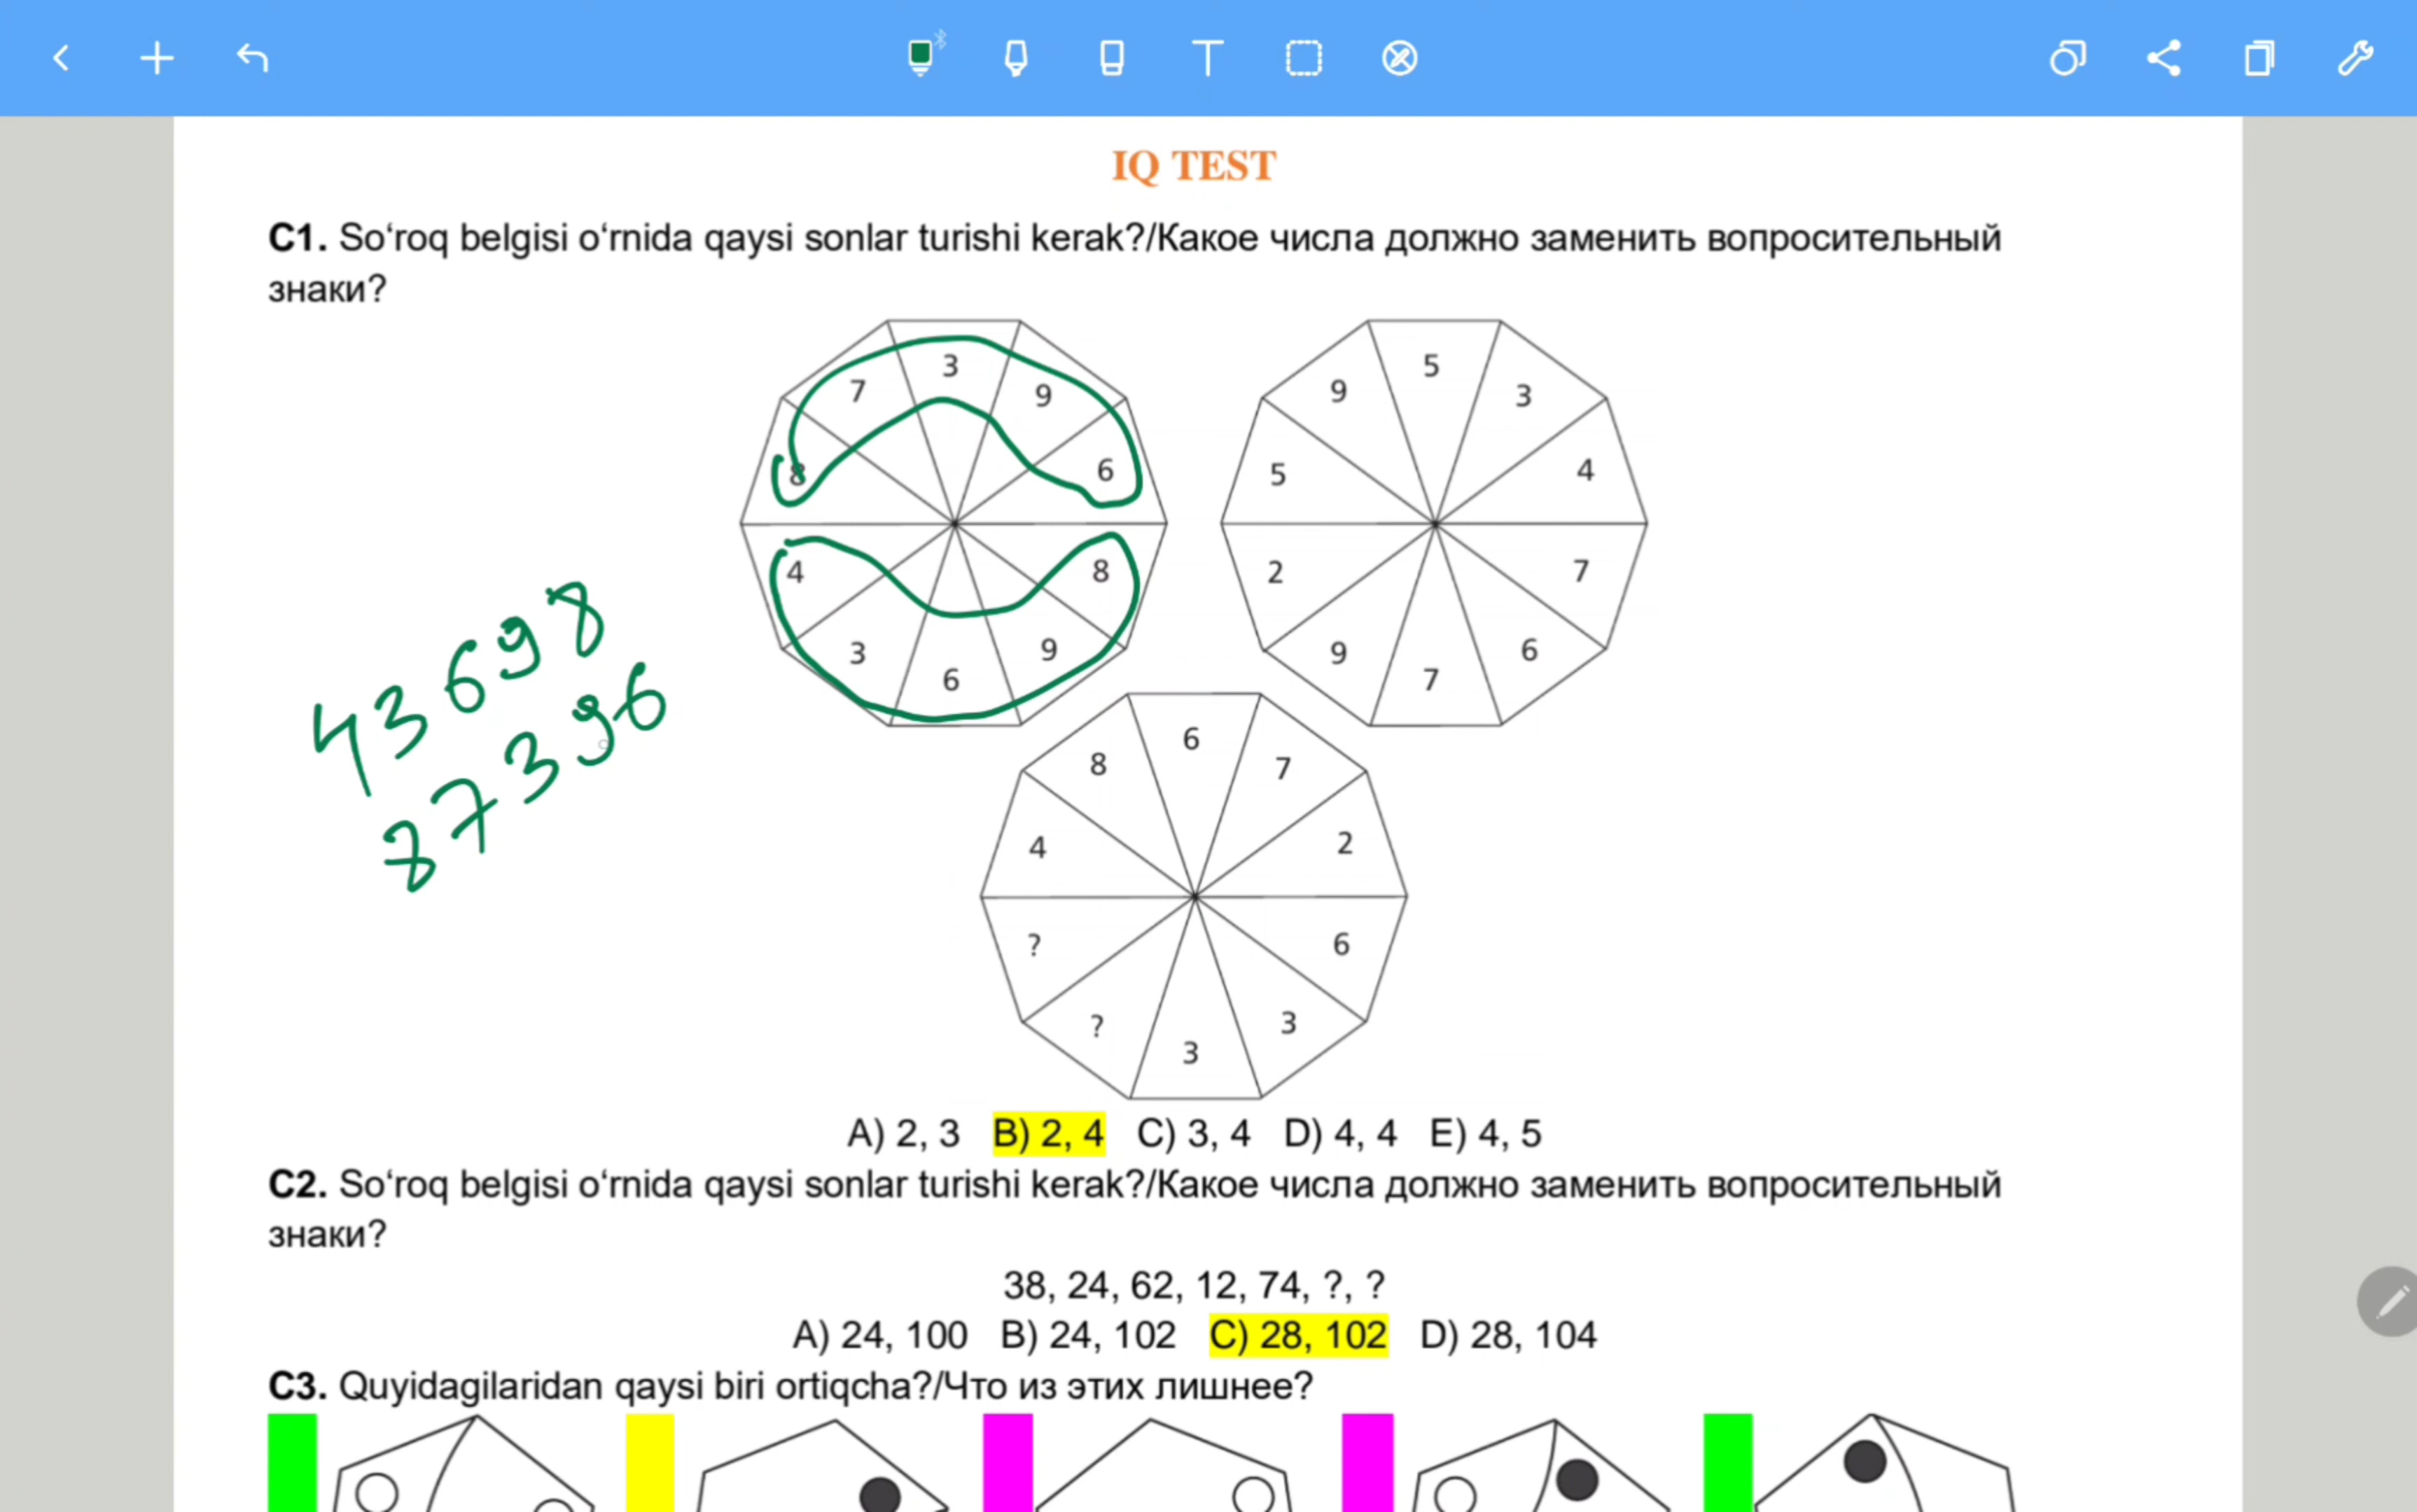 IQ TEST
C1. So‘roq belgisi o‘rnida qaysi sonlar turishi kerak?/Какое числа должно заменить вопросительный
знаки?
7 3 9
8 6
4 8
3 6 9
9 5 3
5 4
2 7
9 7 6
43698
87396
8 6 7
4 2
? 6
? 3 3
A) 2, 3 B) 2, 4 C) 3, 4 D) 4, 4 E) 4, 5
C2. So‘roq belgisi o‘rnida qaysi sonlar turishi kerak?/Какое числа должно заменить вопросительный
знаки?
38, 24, 62, 12, 74, ?, ?
A) 24, 100 B) 24, 102 C) 28, 102 D) 28, 104
C3. Quyidagilaridan qaysi biri ortiqcha?/Что из этих лишнее?